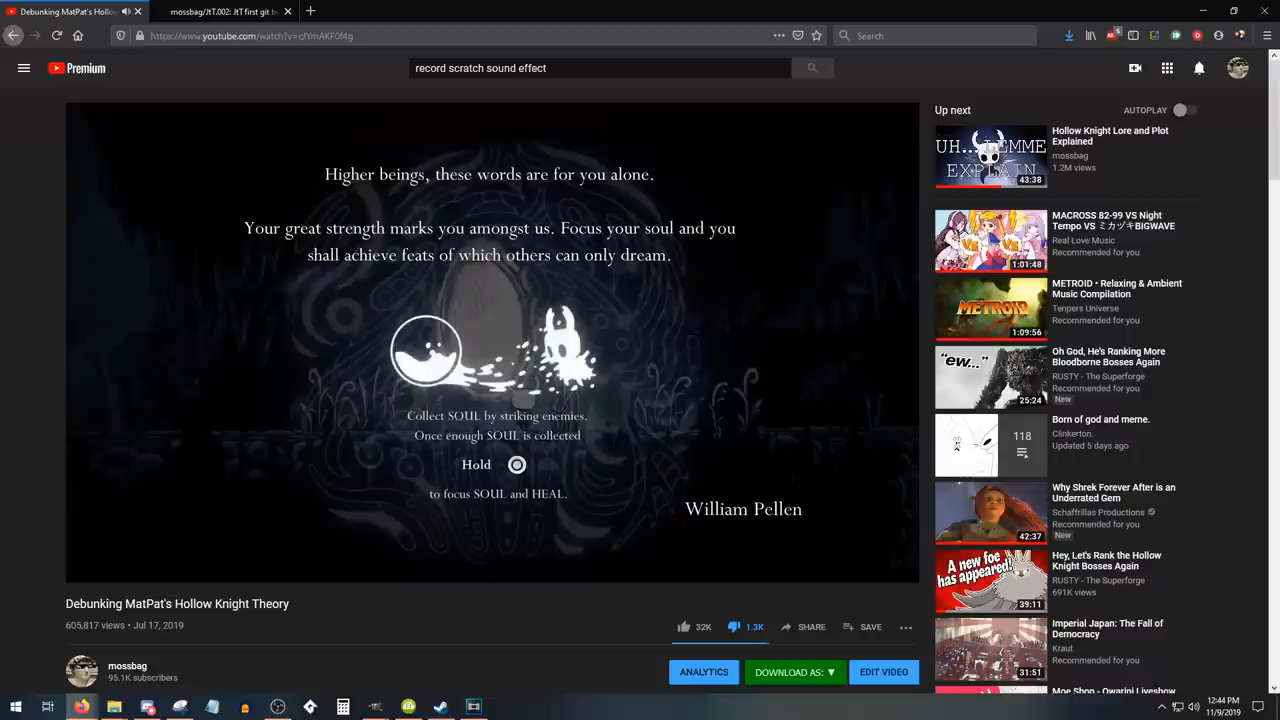 Debunking MatPat's Hollow
mossbag/JtT.002: JtT first git b
https://www.youtube.com/watch?v=cJYmAKF0f4g
Search
Premium
record scratch sound effect
Higher beings, these words are for you alone.
Your great strength marks you amongst us. Focus your soul and you
shall achieve feats of which others can only dream.
Collect SOUL by striking enemies.
Once enough SOUL is collected
Hold
to focus SOUL and HEAL.
William Pellen
Debunking MatPat's Hollow Knight Theory
605,817 views • Jul 17, 2019
32K
1.3K
SHARE
SAVE
mossbag
95.1K subscribers
ANALYTICS
DOWNLOAD AS: ▼
EDIT VIDEO
Up next
AUTOPLAY
UH...LEMME
EXPLAIN
43:38
Hollow Knight Lore and Plot
Explained
mossbag
1.2M views
VS
VS
1:01:48
MACROSS 82-99 VS Night
Tempo VS ミカヅキBIGWAVE
Real Love Music
Recommended for you
METROID
1:09:56
METROID • Relaxing & Ambient
Music Compilation
Tenpers Universe
Recommended for you
"ew..."
25:24
Oh God, He's Ranking More
Bloodborne Bosses Again
RUSTY - The Superforge
Recommended for you
New
118
Born of god and meme.
Clinkerton.
Updated 5 days ago
42:37
Why Shrek Forever After is an
Underrated Gem
Schaffrillas Productions
Recommended for you
New
A new foe
has appeared!
39:11
Hey, Let's Rank the Hollow
Knight Bosses Again
RUSTY - The Superforge
691K views
31:51
Imperial Japan: The Fall of
Democracy
Kraut
Recommended for you
Moe Shop - Owarini Liveshow
12:44 PM
11/9/2019